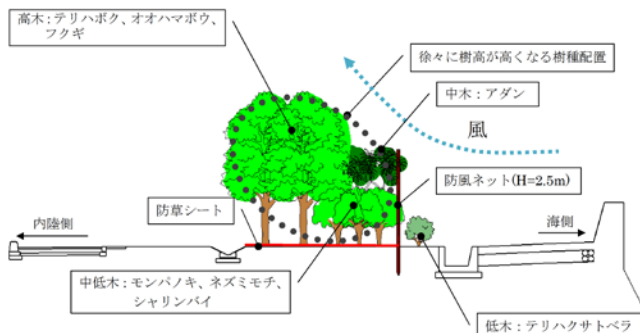 高木：テリハボク、オオハマボウ、
フクギ
徐々に樹高が高くなる樹種配置
中木：アダン
風
防風ネット(H=2.5m)
防草シート
内陸側
海側
中低木：モンパノキ、ネズミモチ、
シャリンバイ
低木：テリハクサトベラ